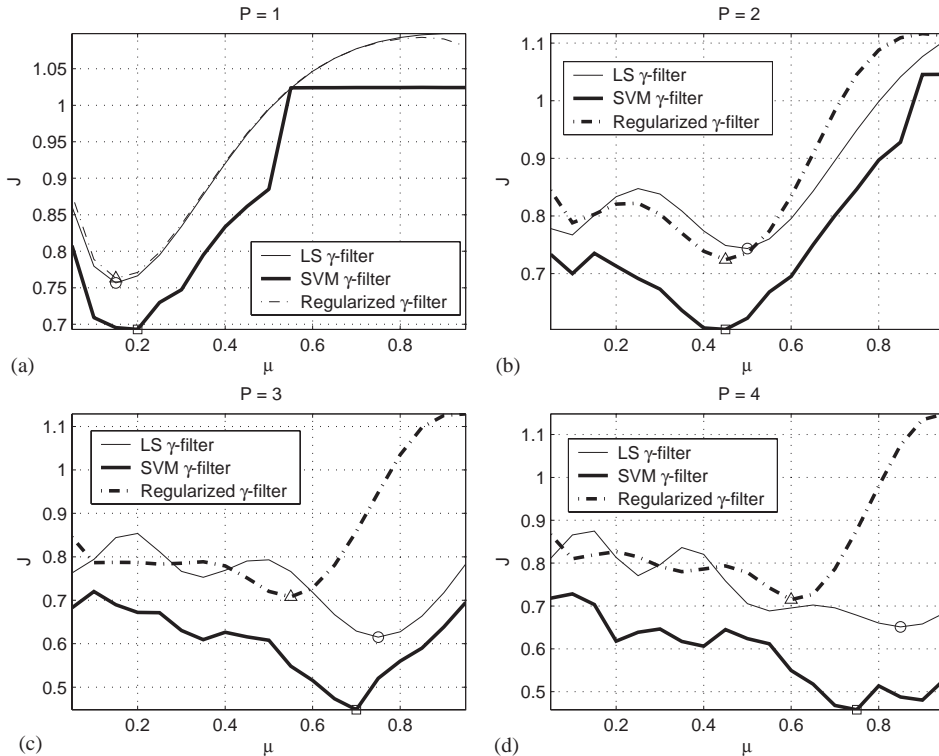 P = 1
1.05
1
0.95
0.9
0.85
0.8
0.75
0.7
J
LS γ-filter
SVM γ-filter
Regularized γ-filter
0.2 0.4 0.6 0.8
μ
(a)
P = 2
1.1
1
0.9
0.8
0.7
J
LS γ-filter
SVM γ-filter
Regularized γ-filter
0.2 0.4 0.6 0.8
μ
(b)
P = 3
1.1
1
0.9
0.8
0.7
0.6
0.5
J
LS γ-filter
SVM γ-filter
Regularized γ-filter
0.2 0.4 0.6 0.8
μ
(c)
P = 4
1.1
1
0.9
0.8
0.7
0.6
0.5
J
LS γ-filter
SVM γ-filter
Regularized γ-filter
0.2 0.4 0.6 0.8
μ
(d)